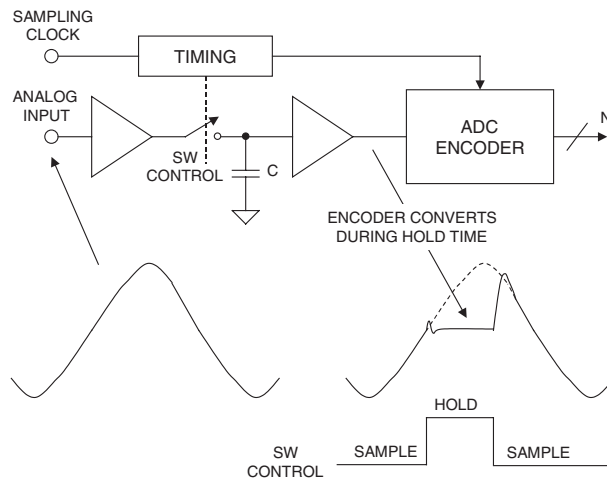 SAMPLING
CLOCK
TIMING
ANALOG
INPUT
SW
CONTROL
C
ADC
ENCODER
N
ENCODER CONVERTS
DURING HOLD TIME
HOLD
SAMPLE
SAMPLE
SW
CONTROL